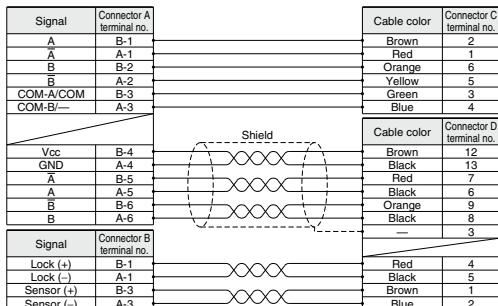 Signal Connector A terminal no. Cable color Connector C terminal no.
A B-1 Brown 2
A̅ A-1 Red 1
B B-2 Orange 6
B̅ A-2 Yellow 5
COM-A/COM B-3 Green 3
COM-B/— A-3 Blue 4
Shield Cable color Connector D terminal no.
Vcc B-4 Brown 12
GND A-4 Black 13
A̅ B-5 Red 7
A A-5 Black 6
B̅ B-6 Orange 9
B A-6 Black 8
— 3
Signal Connector B terminal no.
Lock (+) B-1 Red 4
Lock (–) A-1 Black 5
Sensor (+) B-3 Brown 1
Sensor (–) A-3 Blue 2